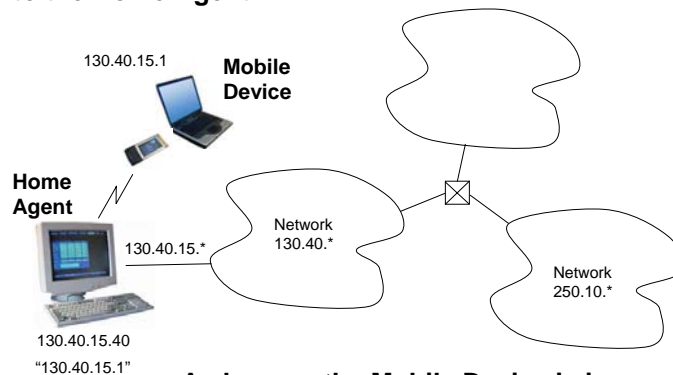 130.40.15.1
Mobile
Device
Home
Agent
130.40.15.*
Network
130.40.*
Network
250.10.*
130.40.15.40
"130.40.15.1"